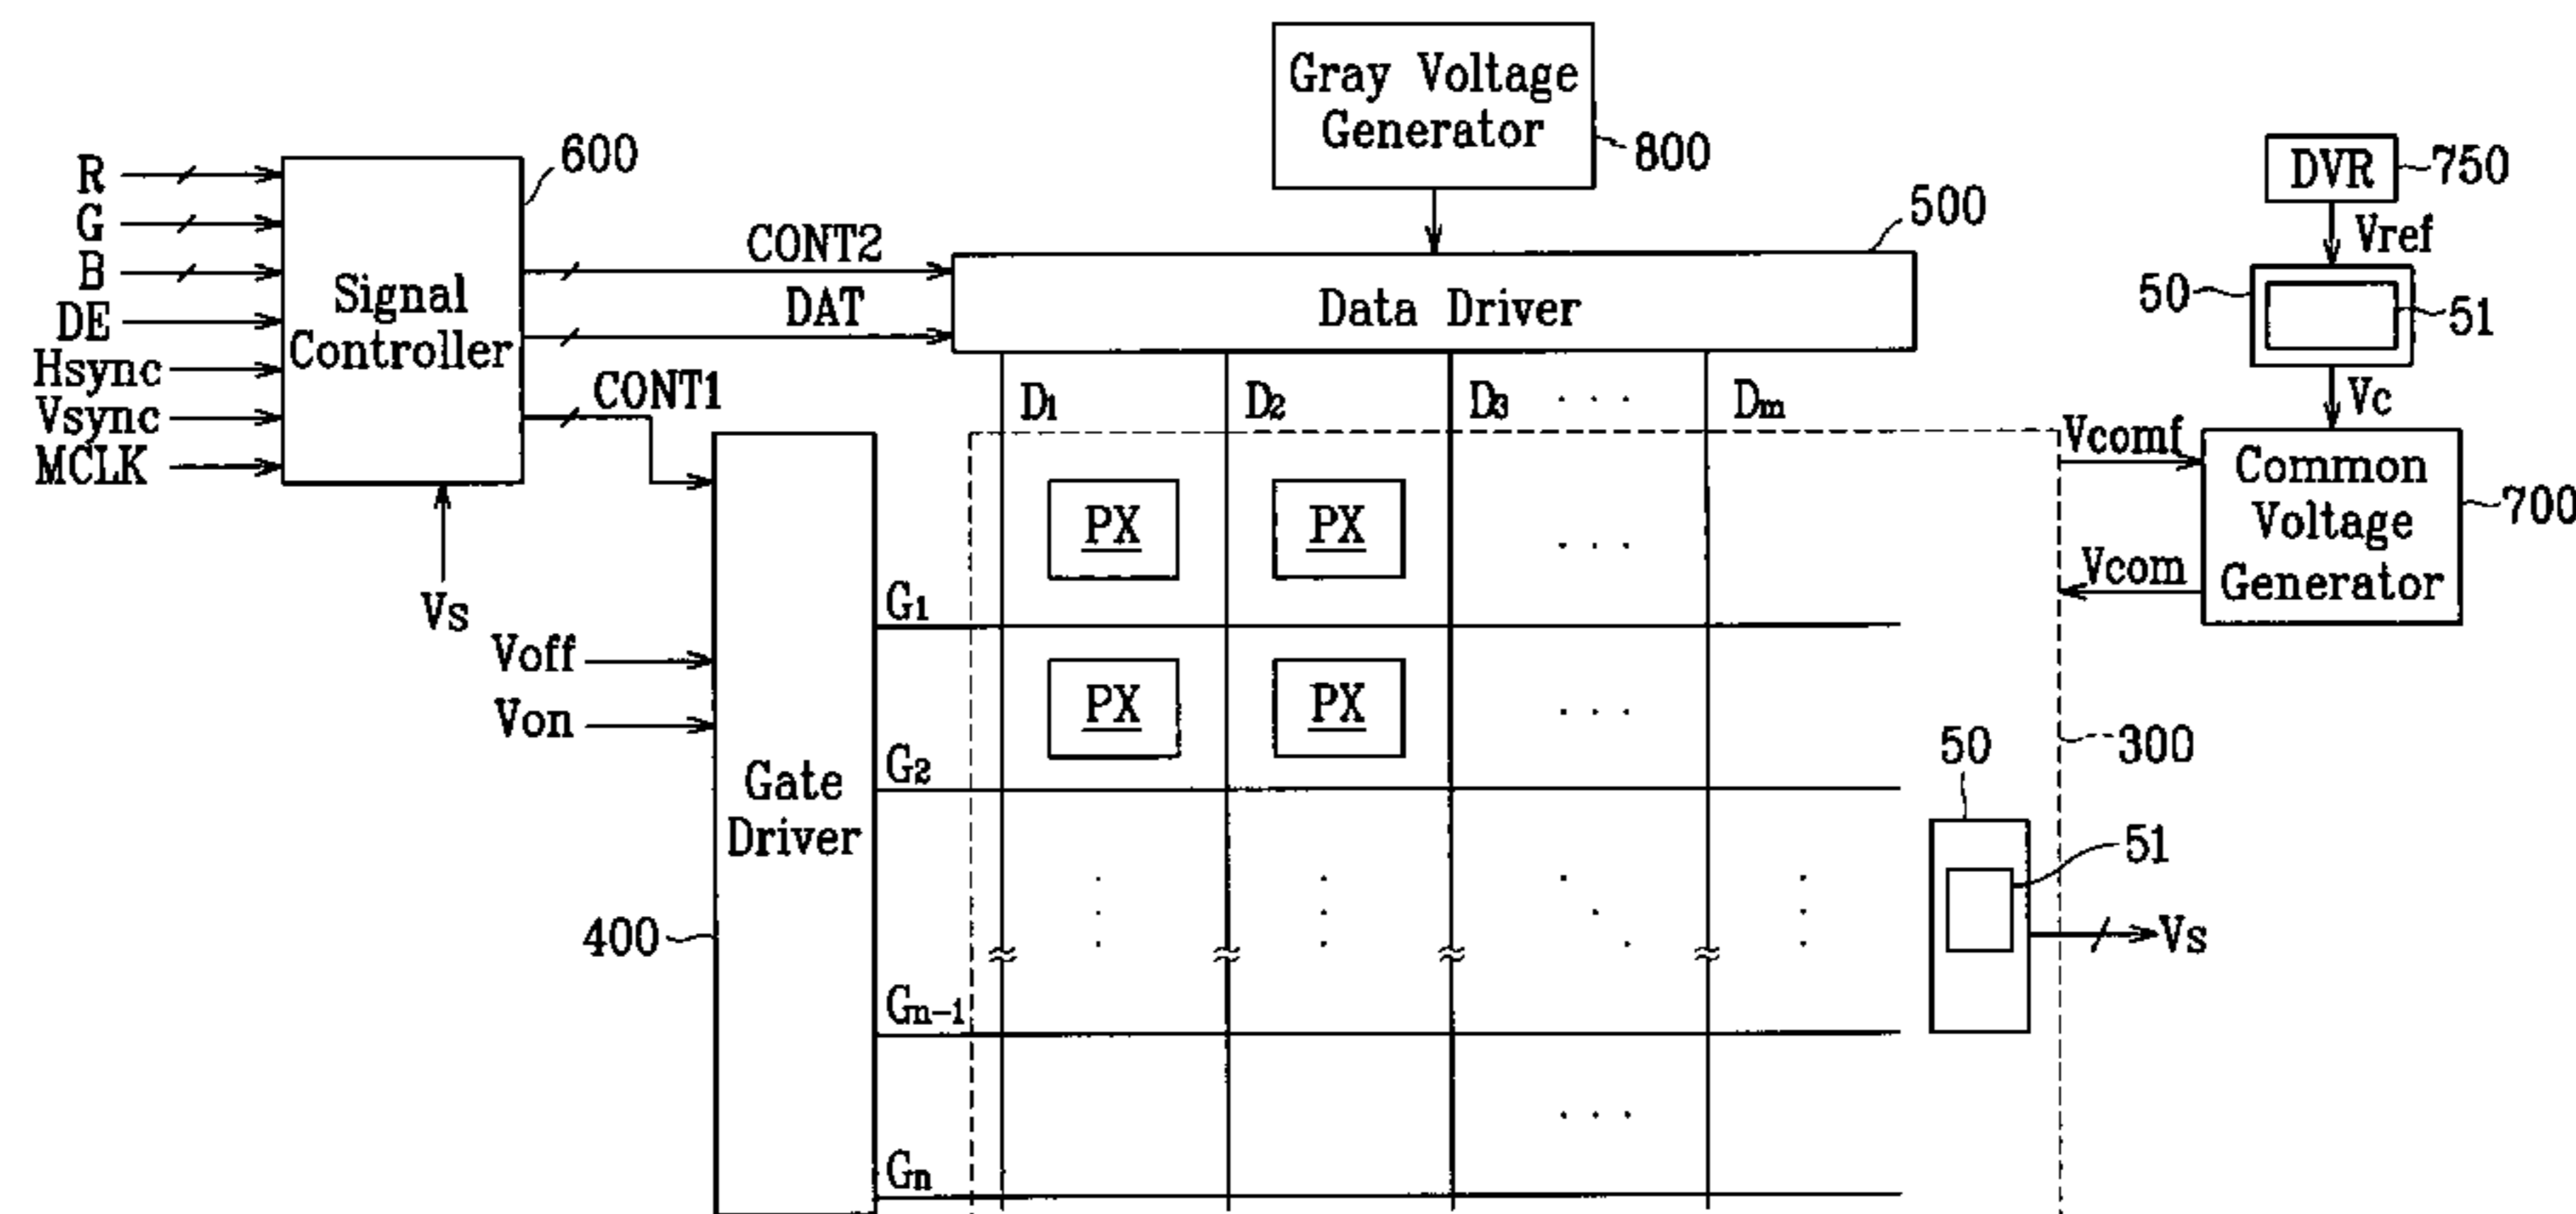 Gray Voltage
Generator
800
R
G
B
DE
Hsync
Vsync
MCLK
Signal
Controller
600
Vs
CONT2
DAT
CONT1
Data Driver
500
DVR
750
Vref
50
51
Vc
D1
D2
D3
. . .
Dm
Vcomf
Vcom
Common
Voltage
Generator
700
PX
PX
. . .
G1
Voff
Von
PX
PX
. . .
G2
Gate
Driver
400
300
50
51
Vs
Gn-1
. . .
Gn